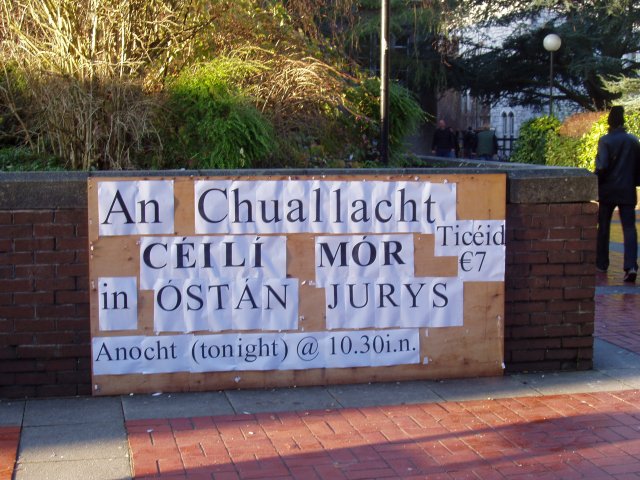 An Chuallacht
CÉILÍ MÓR
Ticéid
€7
in ÓSTÁN JURYS
Anocht (tonight) @ 10.30i.n.